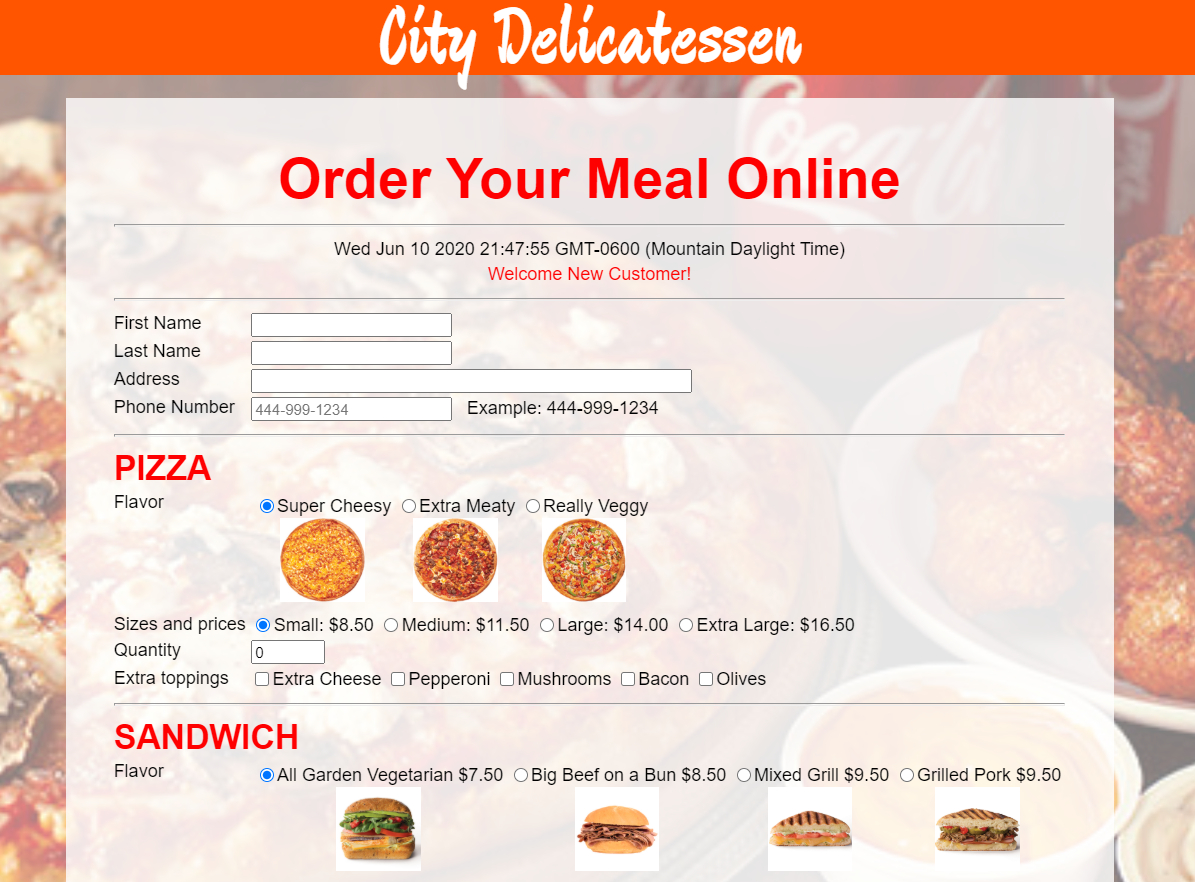 City Delicatessen
Coca-Cola
Order Your Meal Online
Wed Jun 10 2020 21:47:55 GMT-0600 (Mountain Daylight Time)
Welcome New Customer!
First Name
Last Name
Address
Phone Number 444-999-1234 Example: 444-999-1234
PIZZA
Flavor Super Cheesy Extra Meaty Really Veggy
Sizes and prices Small: $8.50 Medium: $11.50 Large: $14.00 Extra Large: $16.50
Quantity 0
Extra toppings Extra Cheese Pepperoni Mushrooms Bacon Olives
SANDWICH
Flavor All Garden Vegetarian $7.50 Big Beef on a Bun $8.50 Mixed Grill $9.50 Grilled Pork $9.50